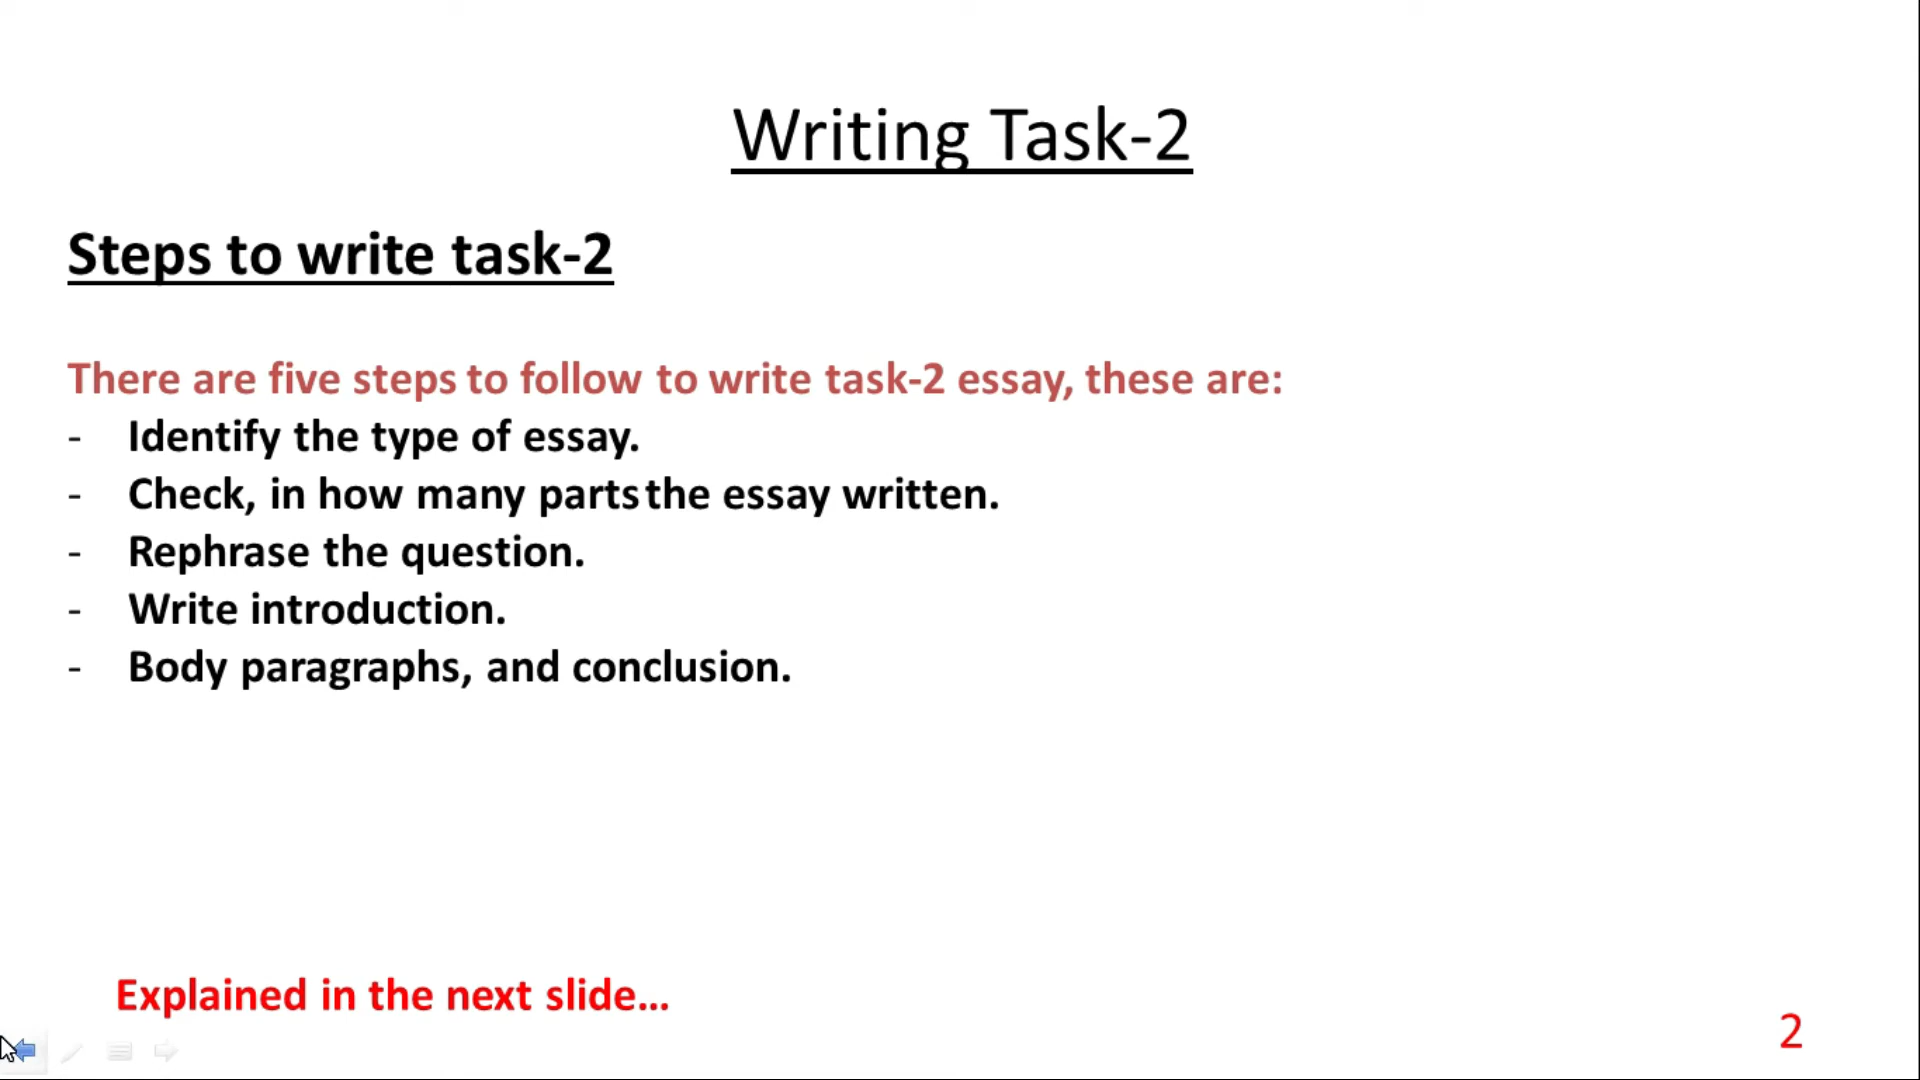 Writing Task-2
Steps to write task-2
There are five steps to follow to write task-2 essay, these are:
- Identify the type of essay.
- Check, in how many parts the essay written.
- Rephrase the question.
- Write introduction.
- Body paragraphs, and conclusion.
Explained in the next slide...
2